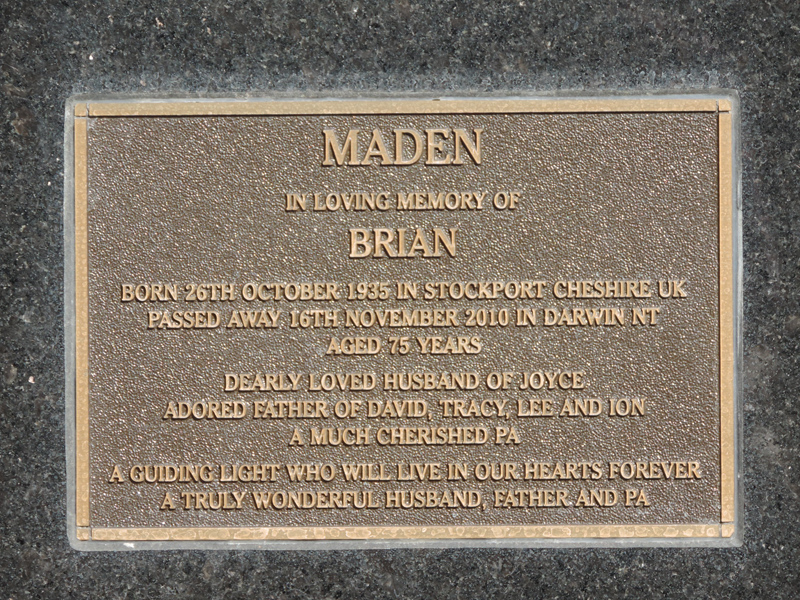 MADEN
IN LOVING MEMORY OF
BRIAN
BORN 26TH OCTOBER 1935 IN STOCKPORT CHESHIRE UK
PASSED AWAY 16TH NOVEMBER 2010 IN DARWIN NT
AGED 75 YEARS
DEARLY LOVED HUSBAND OF JOYCE
ADORED FATHER OF DAVID, TRACY, LEE AND ION
A MUCH CHERISHED PA
A GUIDING LIGHT WHO WILL LIVE IN OUR HEARTS FOREVER
A TRULY WONDERFUL HUSBAND, FATHER AND PA